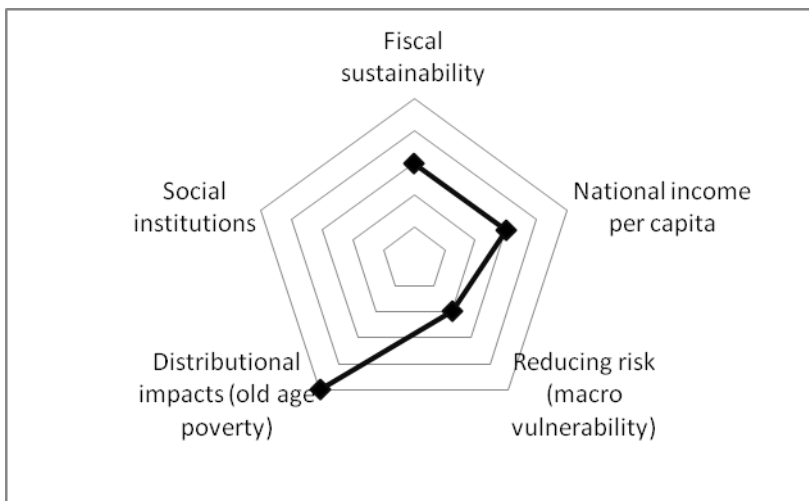 Fiscal
sustainability
Social
institutions
National income
per capita
Distributional
impacts (old age
poverty)
Reducing risk
(macro
vulnerability)